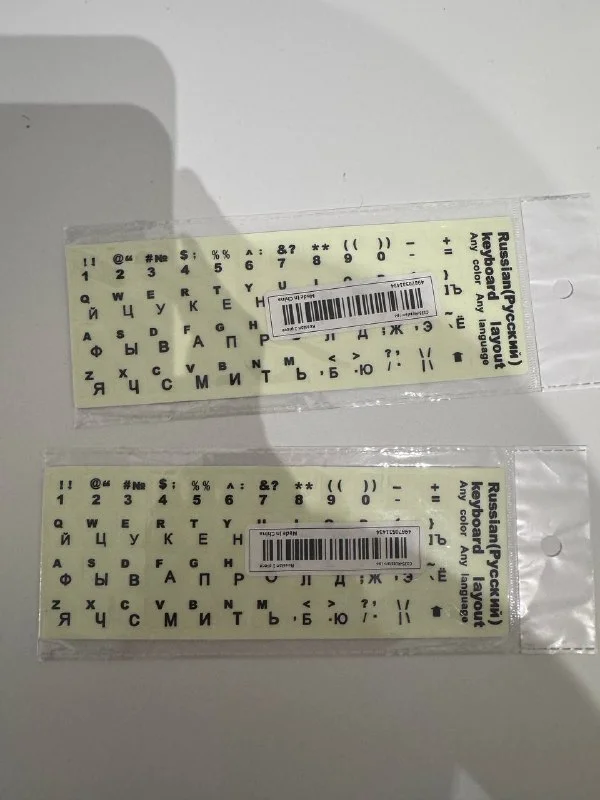 !! @“ #№ $; %% ^: &? ** (( )) – +
1 2 3 4 5 6 7 8 9 0 - =
Q W E R T Y U }
Й Ц У К Е Н ]Ъ
A S D F G H
Ф Ы В А П Р Л Д ;Ж 'Э `Ё
Z X C V B N M < > ?,
Я Ч С М И Т Ь ,Б .Ю /. |\
Made in China
Russian(Русский)
keyboard layout
Any color Any language
!! @“ #№ $; %% ^: &? ** (( )) – +
1 2 3 4 5 6 7 8 9 0 - =
Q W E R T Y U }
Й Ц У К Е Н ]Ъ
A S D F G H
Ф Ы В А П Р Л Д ;Ж 'Э `Ё
Z X C V B N M < > ?,
Я Ч С М И Т Ь ,Б .Ю /. |\
Made in China
Russian(Русский)
keyboard layout
Any color Any language